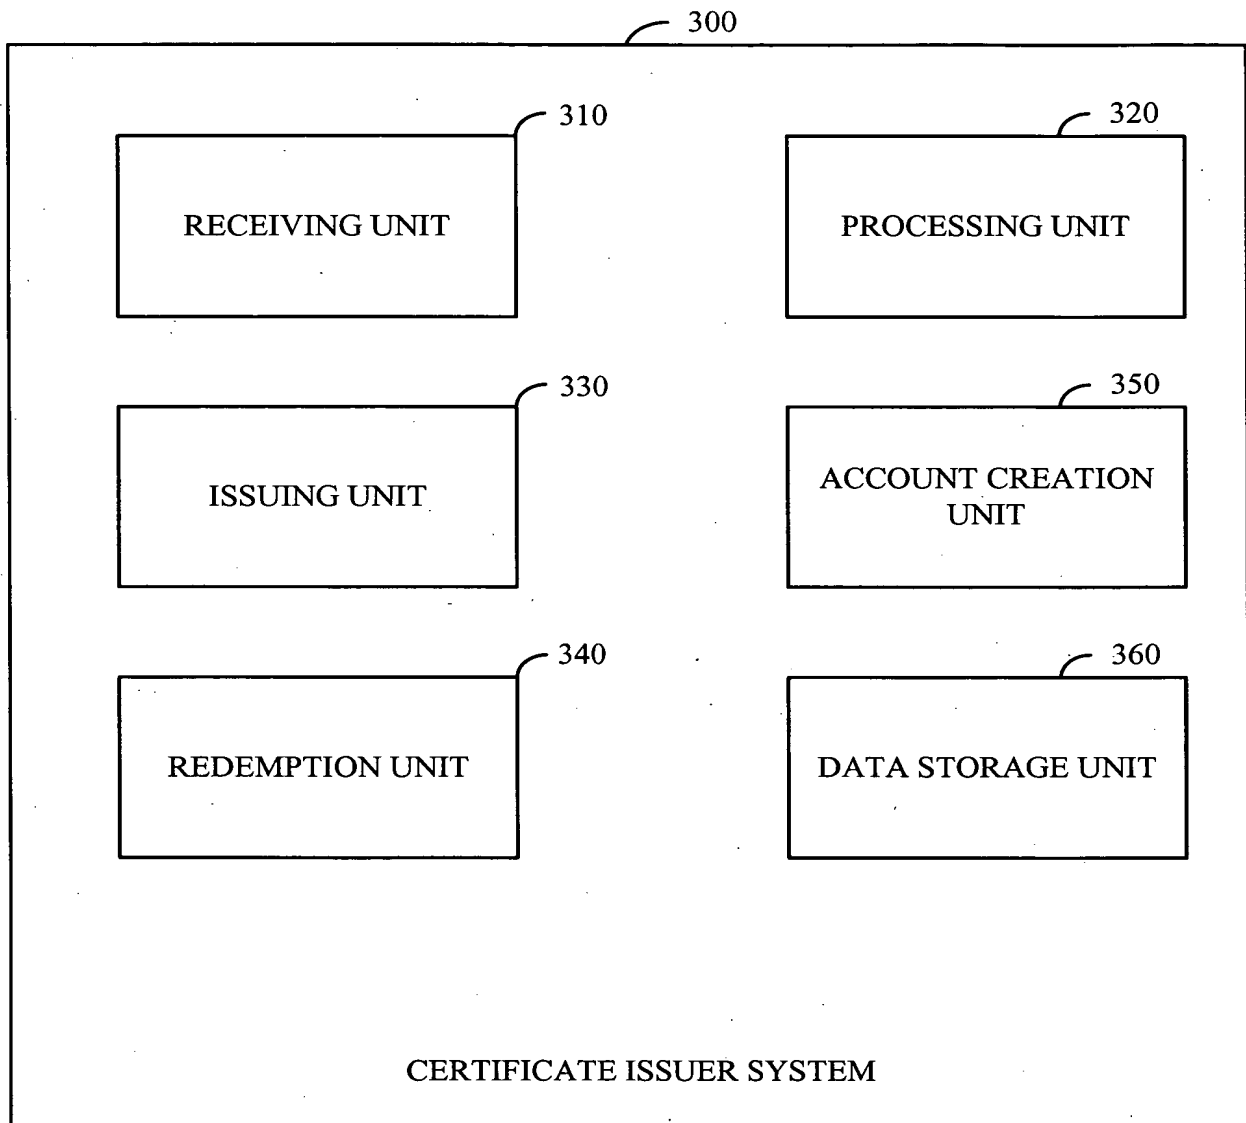 300
310
320
RECEIVING UNIT
PROCESSING UNIT
330
350
ISSUING UNIT
ACCOUNT CREATION
UNIT
340
360
REDEMPTION UNIT
DATA STORAGE UNIT
CERTIFICATE ISSUER SYSTEM